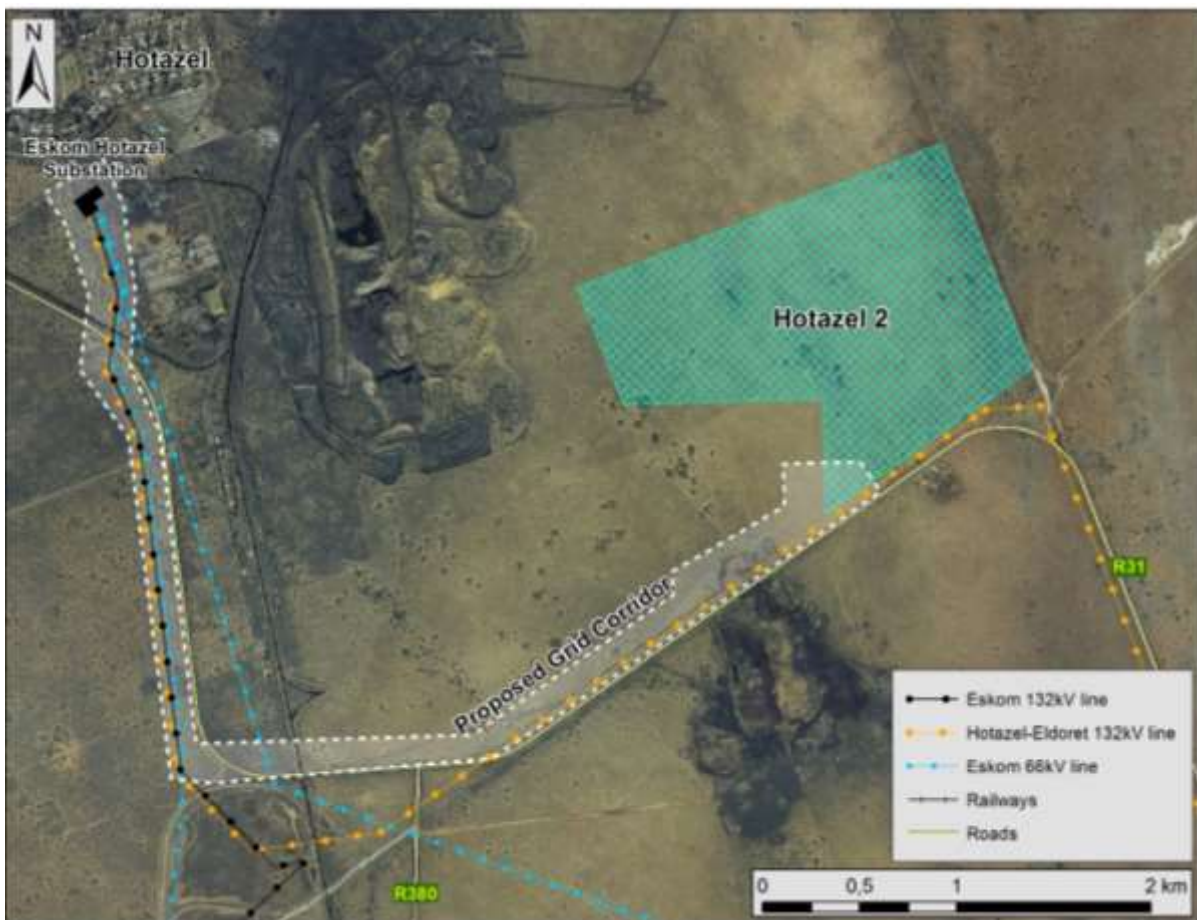 N
Hotazel
Eskom Hotazel
Substation
Hotazel 2
Proposed Grid Corridor
R31
R380
Eskom 132kV line
Hotazel-Eldoret 132kV line
Eskom 66kV line
Railways
Roads
0 0,5 1 2 km